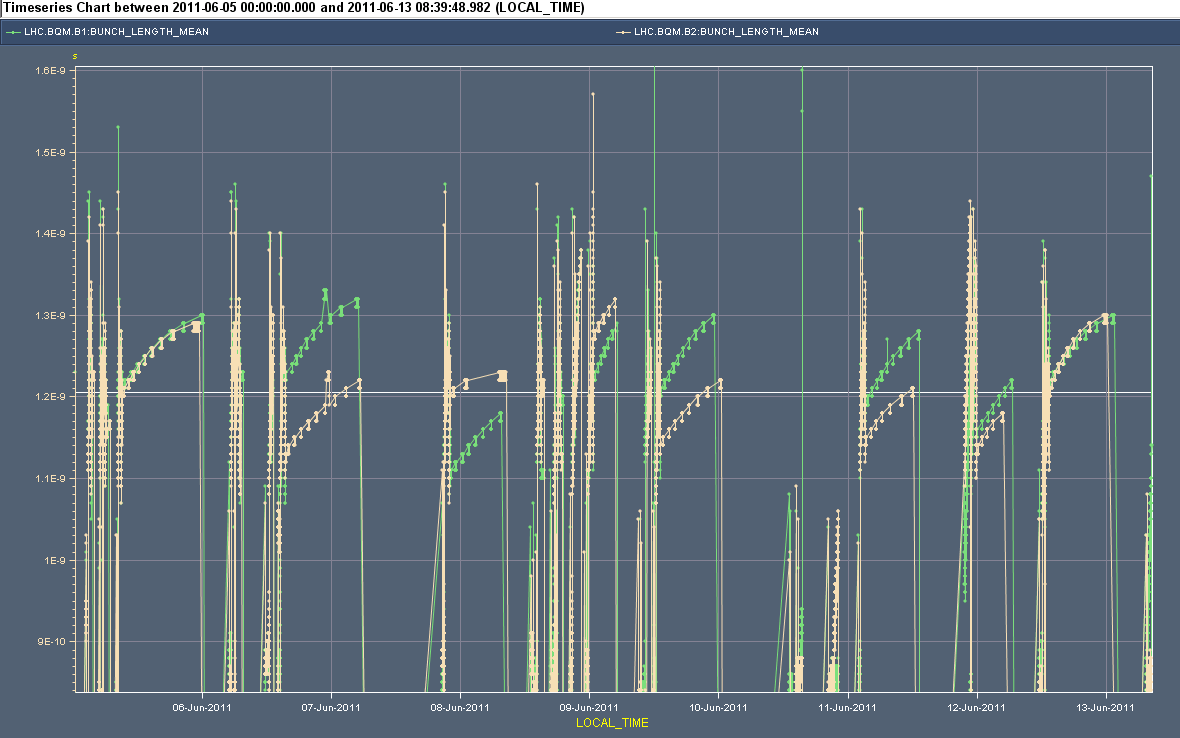 Timeseries Chart between 2011-06-05 00:00:00.000 and 2011-06-13 08:39:48.982 (LOCAL_TIME)
LHC.BQM.B1:BUNCH_LENGTH_MEAN LHC.BQM.B2:BUNCH_LENGTH_MEAN
s
1.6E-9
1.5E-9
1.4E-9
1.3E-9
1.2E-9
1.1E-9
1E-9
9E-10
06-Jun-2011 07-Jun-2011 08-Jun-2011 09-Jun-2011 10-Jun-2011 11-Jun-2011 12-Jun-2011 13-Jun-2011
LOCAL_TIME